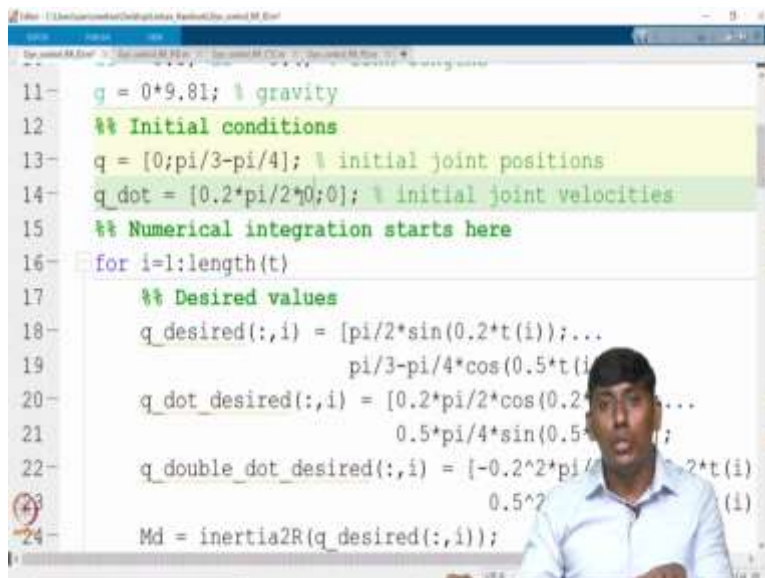 11 g = 0*9.81; % gravity
12 %% Initial conditions
13 q = [0;pi/3-pi/4]; % initial joint positions
14 q_dot = [0.2*pi/2*0;0]; % initial joint velocities
15 %% Numerical integration starts here
16 for i=1:length(t)
17 %% Desired values
18 q_desired(:,i) = [pi/2*sin(0.2*t(i));...
19 pi/3-pi/4*cos(0.5*t(i
20 q_dot_desired(:,i) = [0.2*pi/2*cos(0.2 ...
21 0.5*pi/4*sin(0.5* ;
22 q_double_dot_desired(:,i) = [-0.2^2*pi/ 2*t(i)
23 0.5^2 (i)
24 Md = inertia2R(q_desired(:,i));